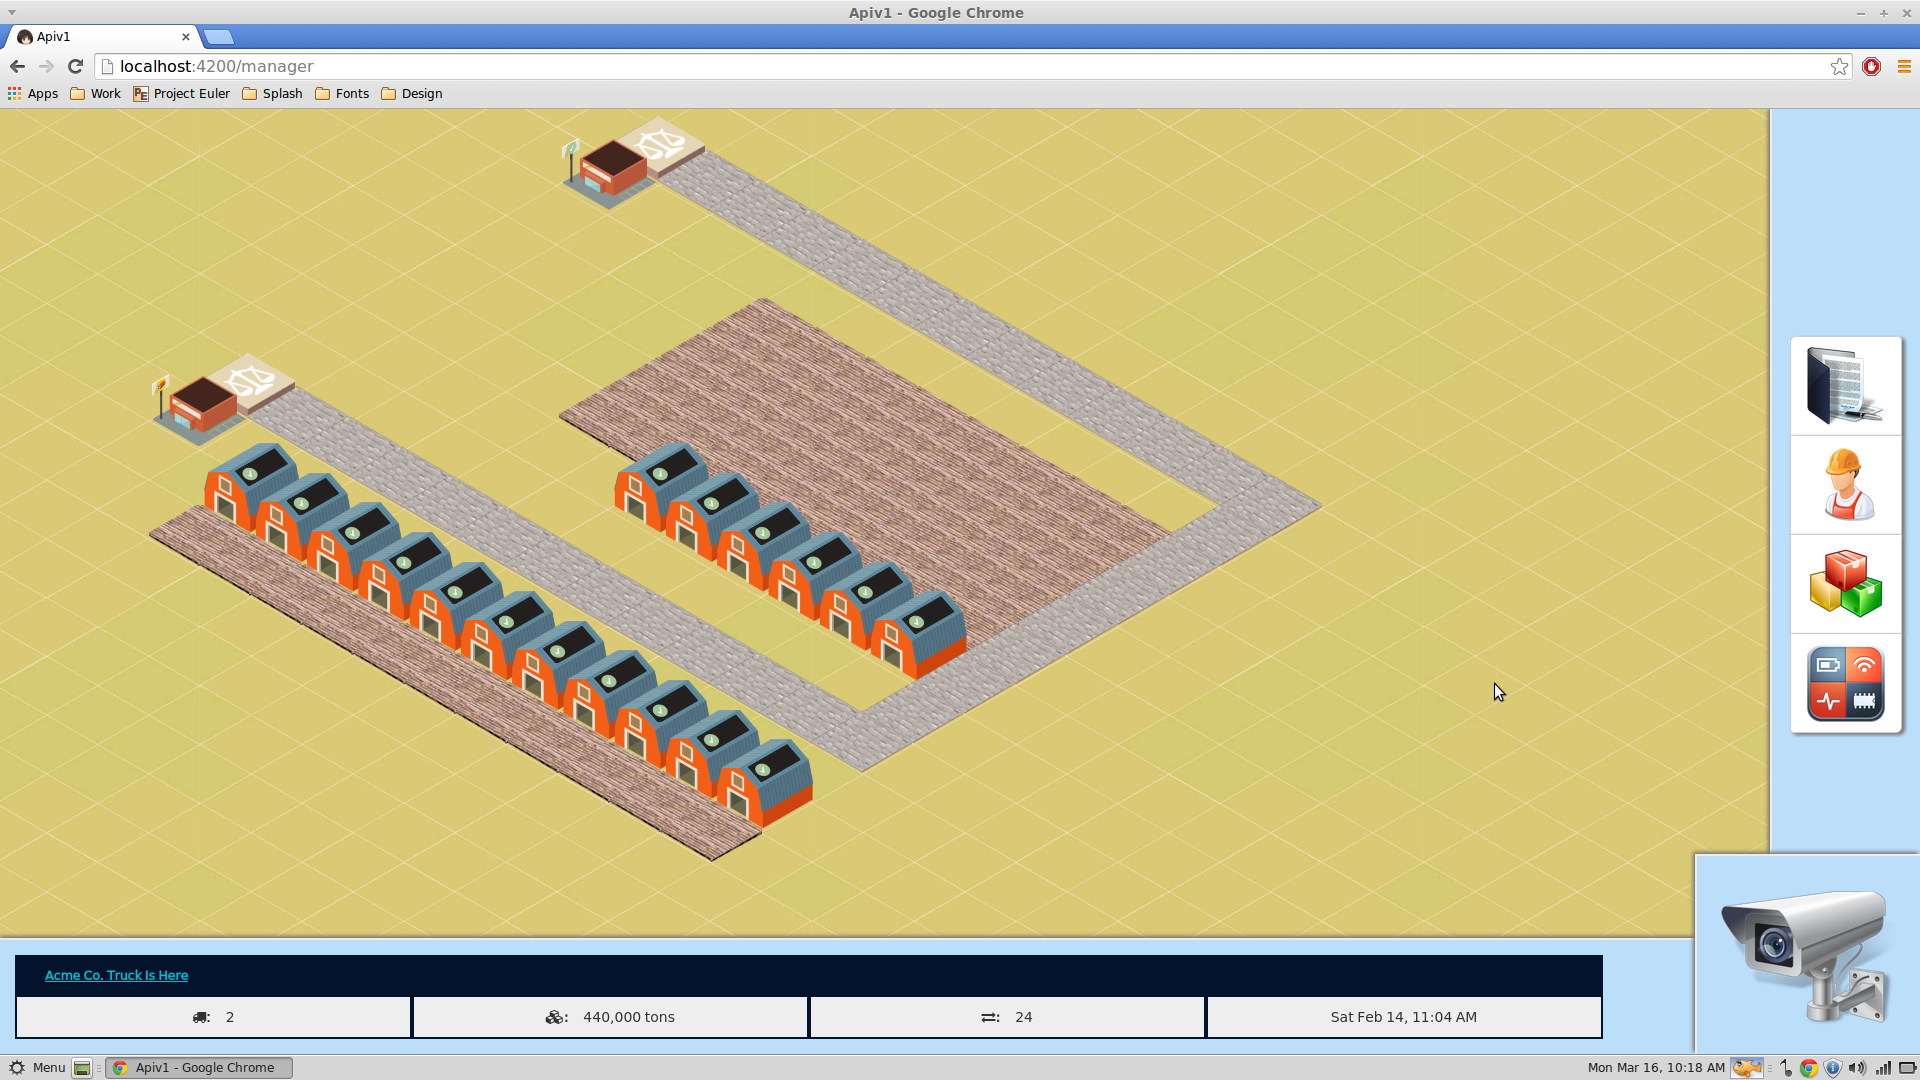 Apiv1 - Google Chrome
Apiv1
localhost:4200/manager
Apps Work Project Euler Splash Fonts Design
Acme Co. Truck Is Here
: 2
: 440,000 tons
: 24
Sat Feb 14, 11:04 AM
Menu Apiv1 - Google Chrome Mon Mar 16, 10:18 AM